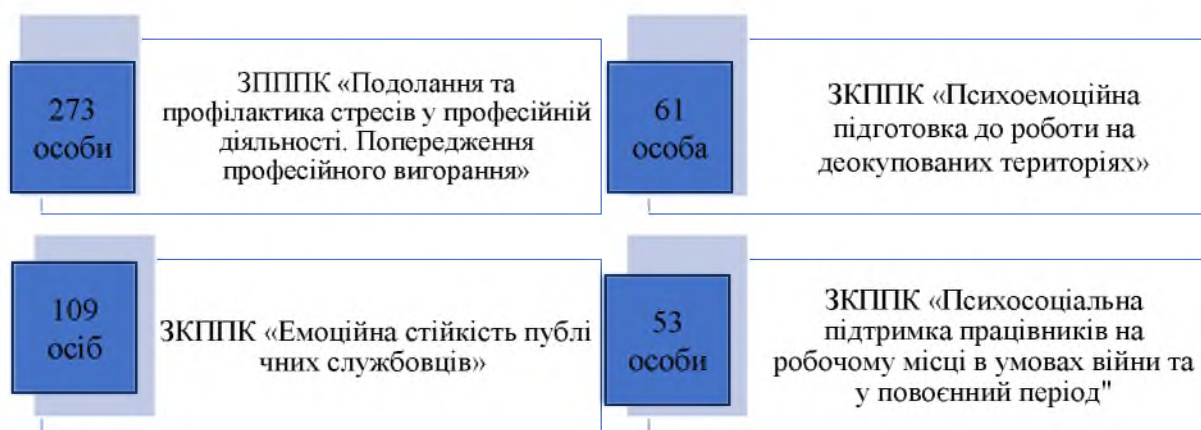 273
особи
ЗПППК «Подолання та
профілактика стресів у професійній
діяльності. Попередження
професійного вигорання»
61
особа
ЗКППК «Психоемоційна
підготовка до роботи на
деокупованих територіях»
109
осіб
ЗКППК «Емоційна стійкість публі
чних службовців»
53
особи
ЗКППК «Психосоціальна
підтримка працівників на
робочому місці в умовах війни та
у повоєнний період"